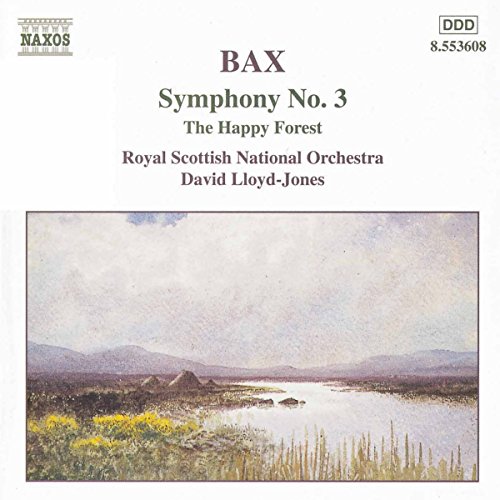 NAXOS
DDD
8.553608
BAX
Symphony No. 3
The Happy Forest
Royal Scottish National Orchestra
David Lloyd-Jones